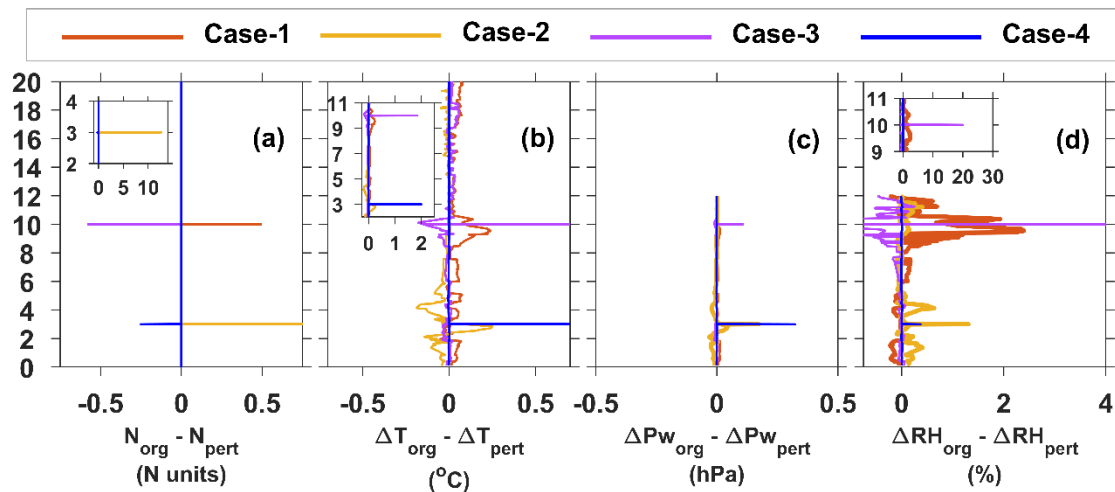 Case-1 Case-2 Case-3 Case-4
20
18
16
14
12
10
8
6
4
2
0
4
3
2
0 5 10
(a)
-0.5 0 0.5
N_org - N_pert
(N units)
11
9
7
5
3
0 1 2
(b)
-0.5 0 0.5
ΔT_org - ΔT_pert
(°C)
(c)
-0.5 0 0.5
ΔPw_org - ΔPw_pert
(hPa)
11
10
9
0 10 20 30
(d)
0 2 4
ΔRH_org - ΔRH_pert
(%)